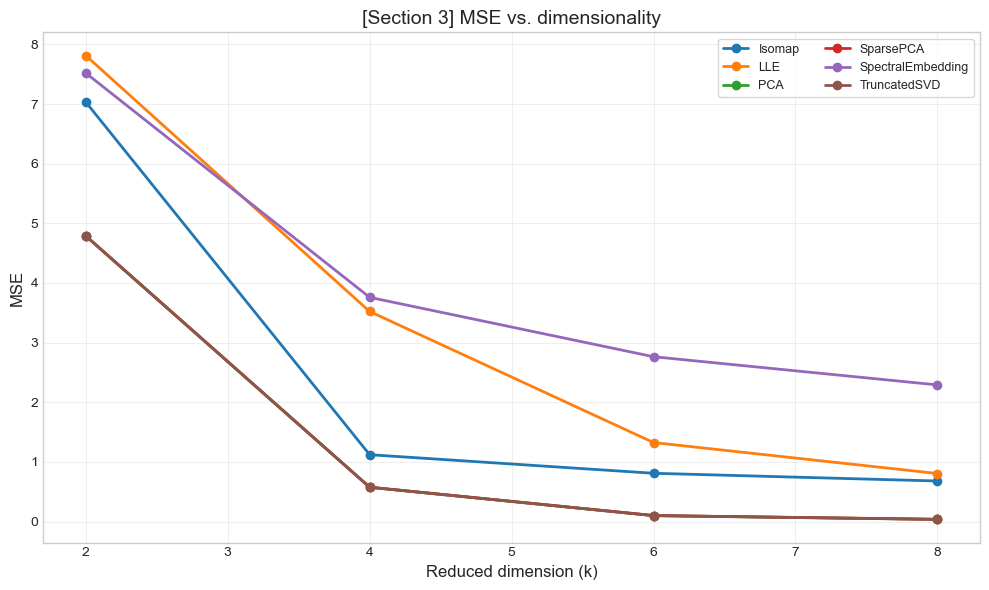 [Section 3] MSE vs. dimensionality
Isomap
LLE
PCA
SparsePCA
SpectralEmbedding
TruncatedSVD
MSE
8
7
6
5
4
3
2
1
0
2 3 4 5 6 7 8
Reduced dimension (k)